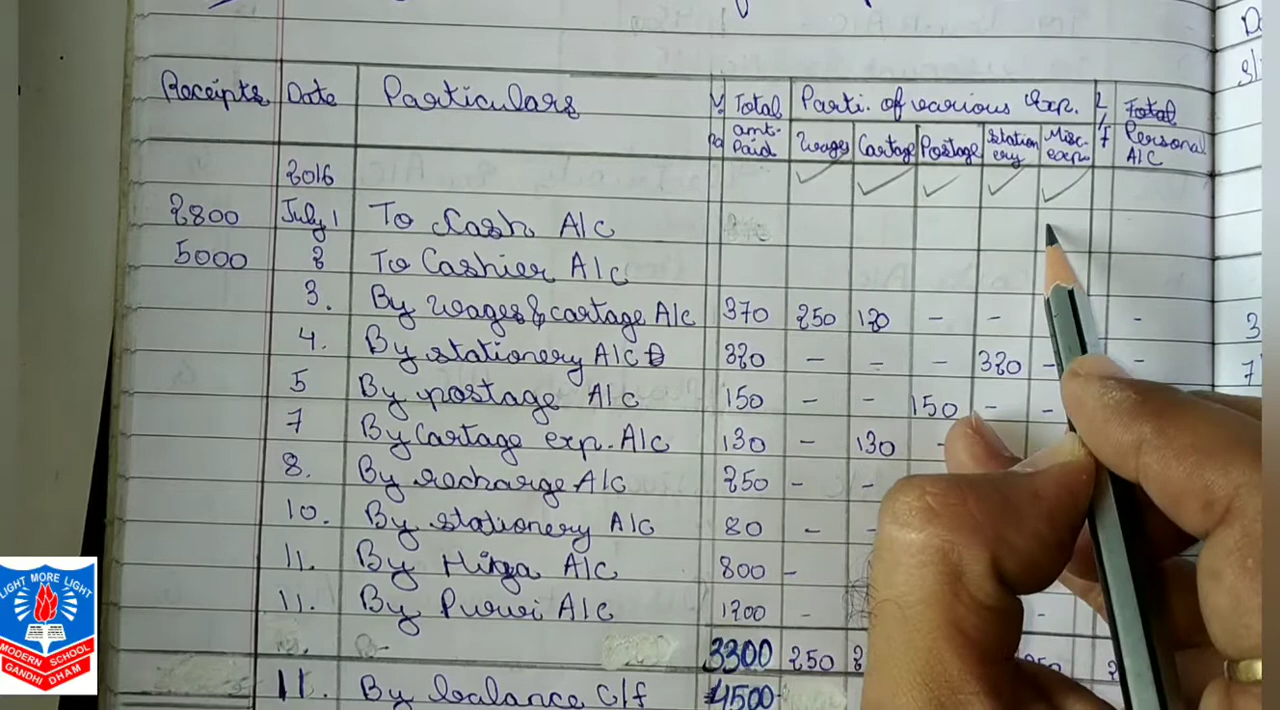 Receipts Date Particulars V. No Total amt. Paid Parti. of various Exp. L/F Total Personal A/C
Wages Cartage Postage Stationery Misc. exp.
2016
2800 July 1 To Cash A/C
5000 2 To Cashier A/C
3. By wages & cartage A/C 370 250 120 - - - -
4. By stationery A/C 320 - - - 320 - -
5 By postage A/C 150 - - 150 - -
7 By Cartage exp. A/C 130 - 130 -
8. By recharge A/C 250 - -
10. By stationery A/C 80 - -
11. By A/C 800 -
11. By Purvi A/C 1200 - -
3300 250
11. By balance C/f 4500
LIGHT MORE LIGHT
MODERN SCHOOL
GANDHI DHAM